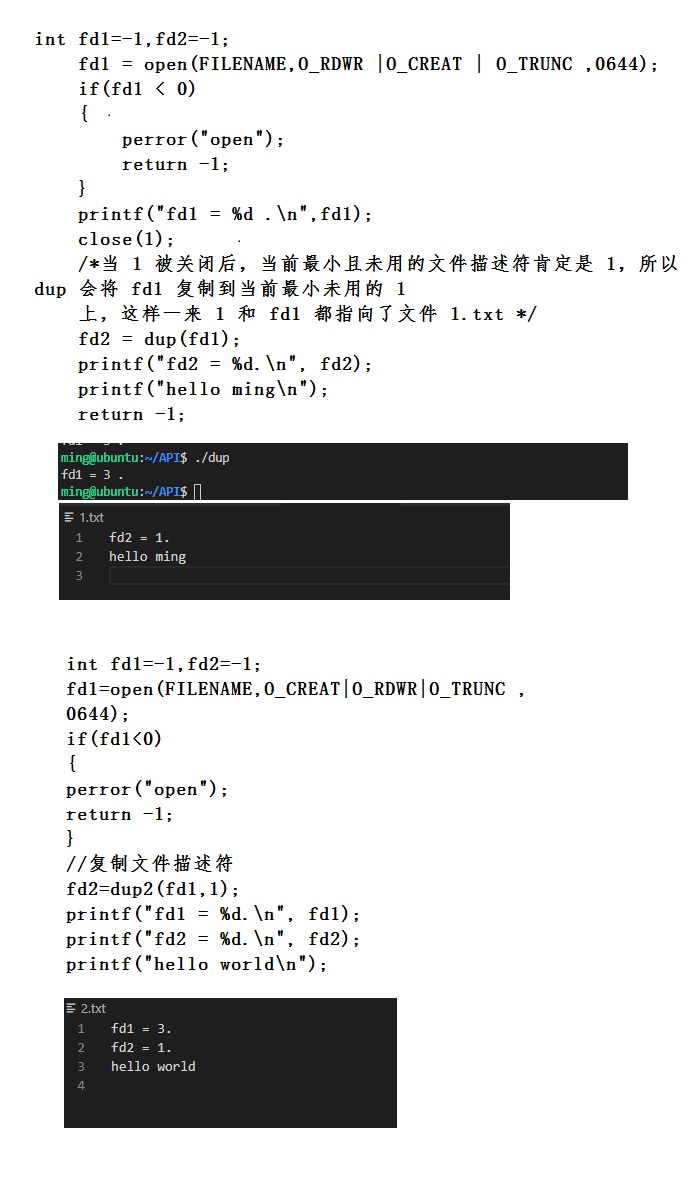 int fd1=-1,fd2=-1;
fd1 = open(FILENAME,O_RDWR |O_CREAT | O_TRUNC ,0644);
if(fd1 < 0)
{
perror("open");
return -1;
}
printf("fd1 = %d .\n",fd1);
close(1);
/*当 1 被关闭后，当前最小且未用的文件描述符肯定是 1，所以
dup 会将 fd1 复制到当前最小未用的 1
上，这样一来 1 和 fd1 都指向了文件 1.txt */
fd2 = dup(fd1);
printf("fd2 = %d.\n", fd2);
printf("hello ming\n");
return -1;
ming@ubuntu:~/API$ ./dup
fd1 = 3 .
ming@ubuntu:~/API$
1.txt
1 fd2 = 1.
2 hello ming
3
int fd1=-1,fd2=-1;
fd1=open(FILENAME,O_CREAT|O_RDWR|O_TRUNC ,
0644);
if(fd1<0)
{
perror("open");
return -1;
}
//复制文件描述符
fd2=dup2(fd1,1);
printf("fd1 = %d.\n", fd1);
printf("fd2 = %d.\n", fd2);
printf("hello world\n");
2.txt
1 fd1 = 3.
2 fd2 = 1.
3 hello world
4